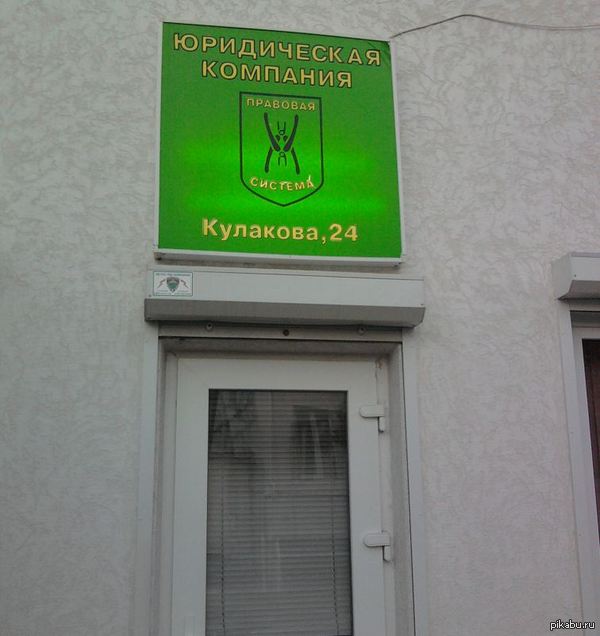 ЮРИДИЧЕСКАЯ
КОМПАНИЯ
ПРАВОВАЯ
СИСТЕМА
Кулакова,24
pikabu.ru